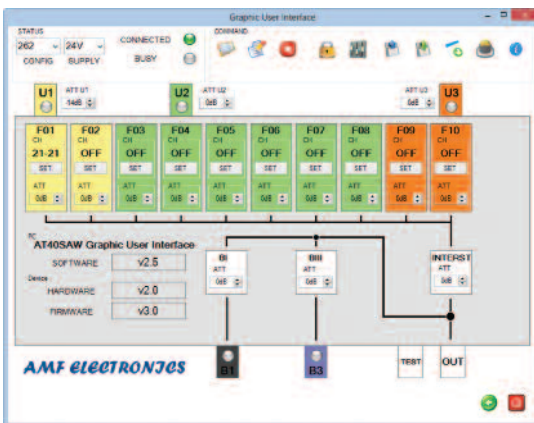 Graphic User Interface
STATUS
262 24V CONNECTED
CONFIG SUPPLY BUSY
COMMAND
U1 ATT U1 -14dB
U2 ATT U2 0dB
ATT U3 0dB U3
F01 F02 F03 F04 F05 F06 F07 F08 F09 F10
CH CH CH CH CH CH CH CH CH CH
21-21 OFF OFF OFF OFF OFF OFF OFF OFF OFF
SET SET SET SET SET SET SET SET SET SET
ATT ATT ATT ATT ATT ATT ATT ATT ATT ATT
0dB 0dB 0dB 0dB 0dB 0dB 0dB 0dB 0dB 0dB
PC
AT40SAW Graphic User Interface
SOFTWARE v2.5
Device
HARDWARE v2.0
FIRMWARE v3.0
BI BIII INTERST
ATT ATT ATT
0dB 0dB 0dB
AMF ELECTRONICS
B1 B3 TEST OUT